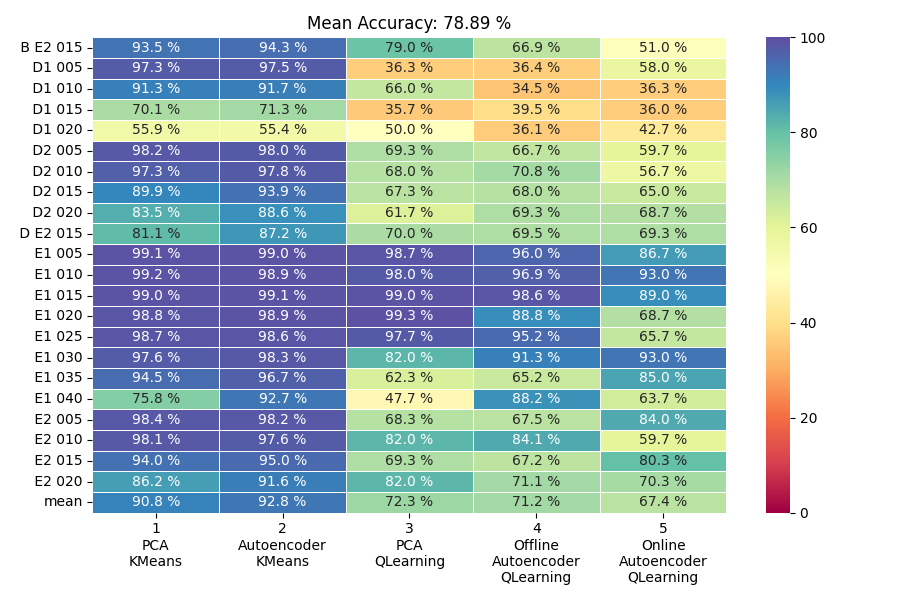 Mean Accuracy: 78.89 %
B E2 015 93.5 % 94.3 % 79.0 % 66.9 % 51.0 %
D1 005 97.3 % 97.5 % 36.3 % 36.4 % 58.0 %
D1 010 91.3 % 91.7 % 66.0 % 34.5 % 36.3 %
D1 015 70.1 % 71.3 % 35.7 % 39.5 % 36.0 %
D1 020 55.9 % 55.4 % 50.0 % 36.1 % 42.7 %
D2 005 98.2 % 98.0 % 69.3 % 66.7 % 59.7 %
D2 010 97.3 % 97.8 % 68.0 % 70.8 % 56.7 %
D2 015 89.9 % 93.9 % 67.3 % 68.0 % 65.0 %
D2 020 83.5 % 88.6 % 61.7 % 69.3 % 68.7 %
D E2 015 81.1 % 87.2 % 70.0 % 69.5 % 69.3 %
E1 005 99.1 % 99.0 % 98.7 % 96.0 % 86.7 %
E1 010 99.2 % 98.9 % 98.0 % 96.9 % 93.0 %
E1 015 99.0 % 99.1 % 99.0 % 98.6 % 89.0 %
E1 020 98.8 % 98.9 % 99.3 % 88.8 % 68.7 %
E1 025 98.7 % 98.6 % 97.7 % 95.2 % 65.7 %
E1 030 97.6 % 98.3 % 82.0 % 91.3 % 93.0 %
E1 035 94.5 % 96.7 % 62.3 % 65.2 % 85.0 %
E1 040 75.8 % 92.7 % 47.7 % 88.2 % 63.7 %
E2 005 98.4 % 98.2 % 68.3 % 67.5 % 84.0 %
E2 010 98.1 % 97.6 % 82.0 % 84.1 % 59.7 %
E2 015 94.0 % 95.0 % 69.3 % 67.2 % 80.3 %
E2 020 86.2 % 91.6 % 82.0 % 71.1 % 70.3 %
mean 90.8 % 92.8 % 72.3 % 71.2 % 67.4 %
1 2 3 4 5
PCA Autoencoder PCA Offline Online
KMeans KMeans QLearning Autoencoder Autoencoder
QLearning QLearning
100
80
60
40
20
0